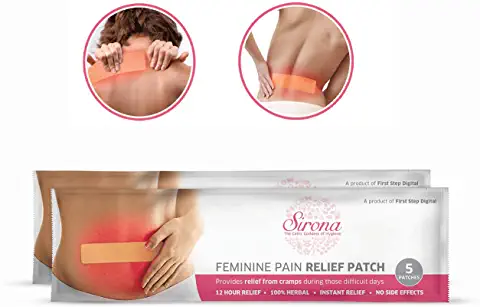 A product of First Step Digital
A product of First Step Digital
Sirona
The Celtic Goddess of Hygiene
FEMININE PAIN RELIEF PATCH
Provides relief from cramps during those difficult days
12 HOUR RELIEF • 100% HERBAL • INSTANT RELIEF • NO SIDE EFFECTS
5
PATCHES